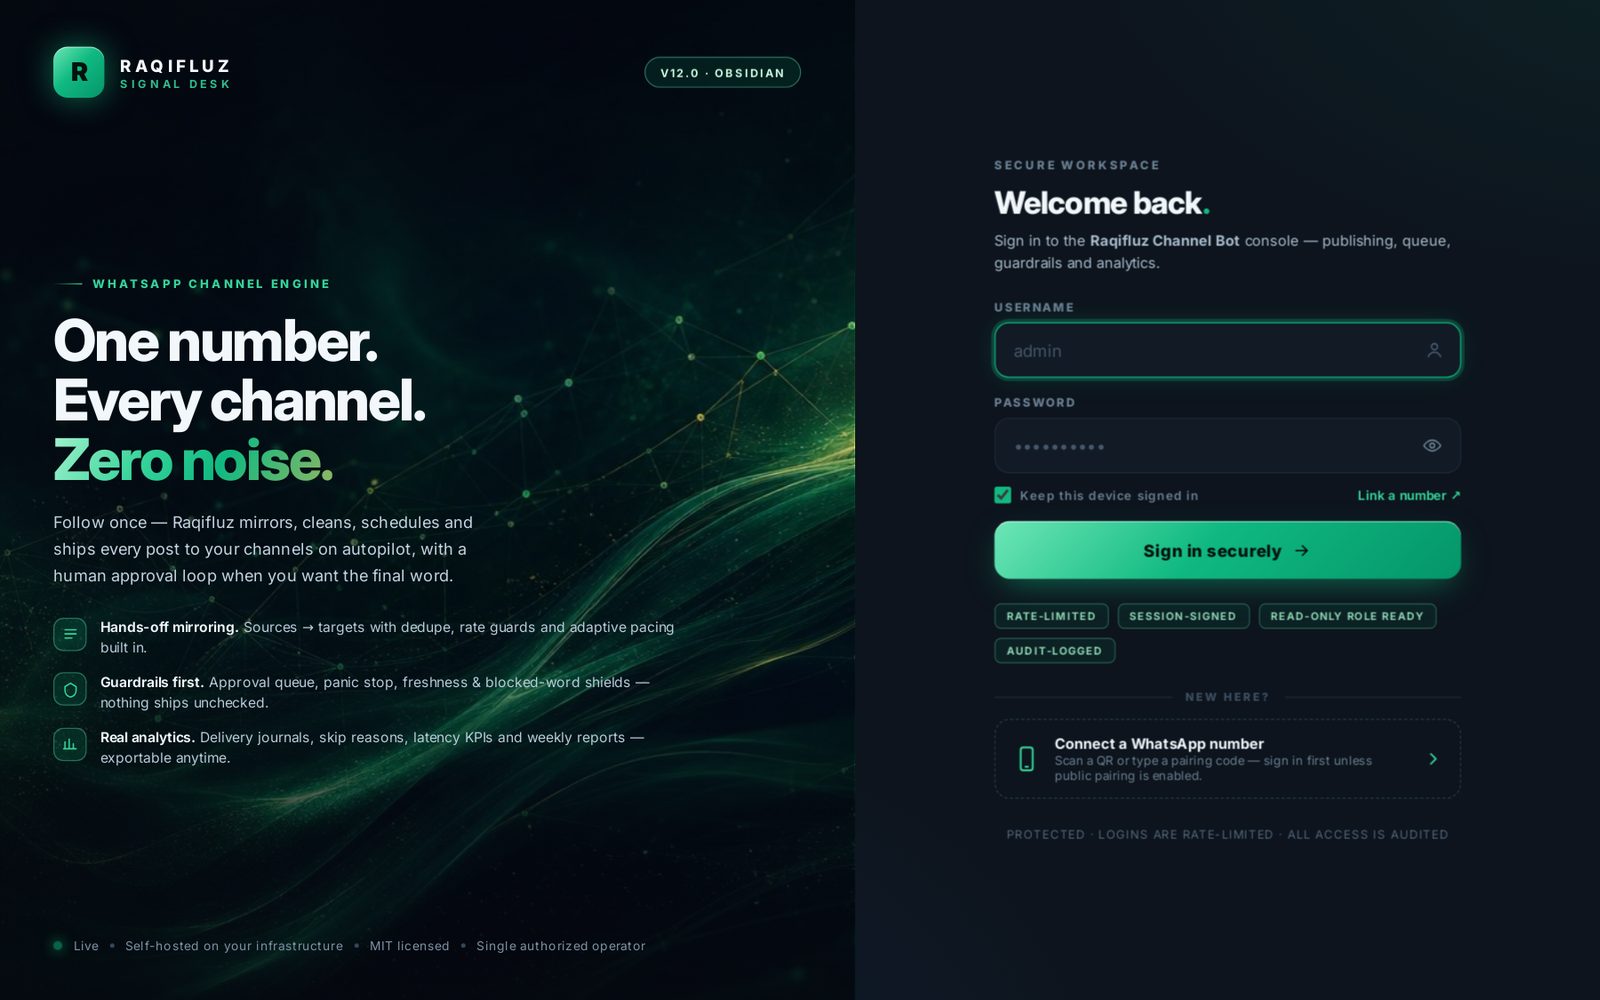 R
RAQIFLUZ
SIGNAL DESK
V12.0 · OBSIDIAN
WHATSAPP CHANNEL ENGINE
One number.
Every channel.
Zero noise.
Follow once — Raqifluz mirrors, cleans, schedules and
ships every post to your channels on autopilot, with a
human approval loop when you want the final word.
Hands-off mirroring. Sources → targets with dedupe, rate guards and adaptive pacing
built in.
Guardrails first. Approval queue, panic stop, freshness & blocked-word shields —
nothing ships unchecked.
Real analytics. Delivery journals, skip reasons, latency KPIs and weekly reports —
exportable anytime.
Live • Self-hosted on your infrastructure • MIT licensed • Single authorized operator
SECURE WORKSPACE
Welcome back.
Sign in to the Raqifluz Channel Bot console — publishing, queue,
guardrails and analytics.
USERNAME
admin
PASSWORD
••••••••••
Keep this device signed in
Link a number ↗
Sign in securely →
RATE-LIMITED
SESSION-SIGNED
READ-ONLY ROLE READY
AUDIT-LOGGED
NEW HERE?
Connect a WhatsApp number
Scan a QR or type a pairing code — sign in first unless
public pairing is enabled.
PROTECTED · LOGINS ARE RATE-LIMITED · ALL ACCESS IS AUDITED